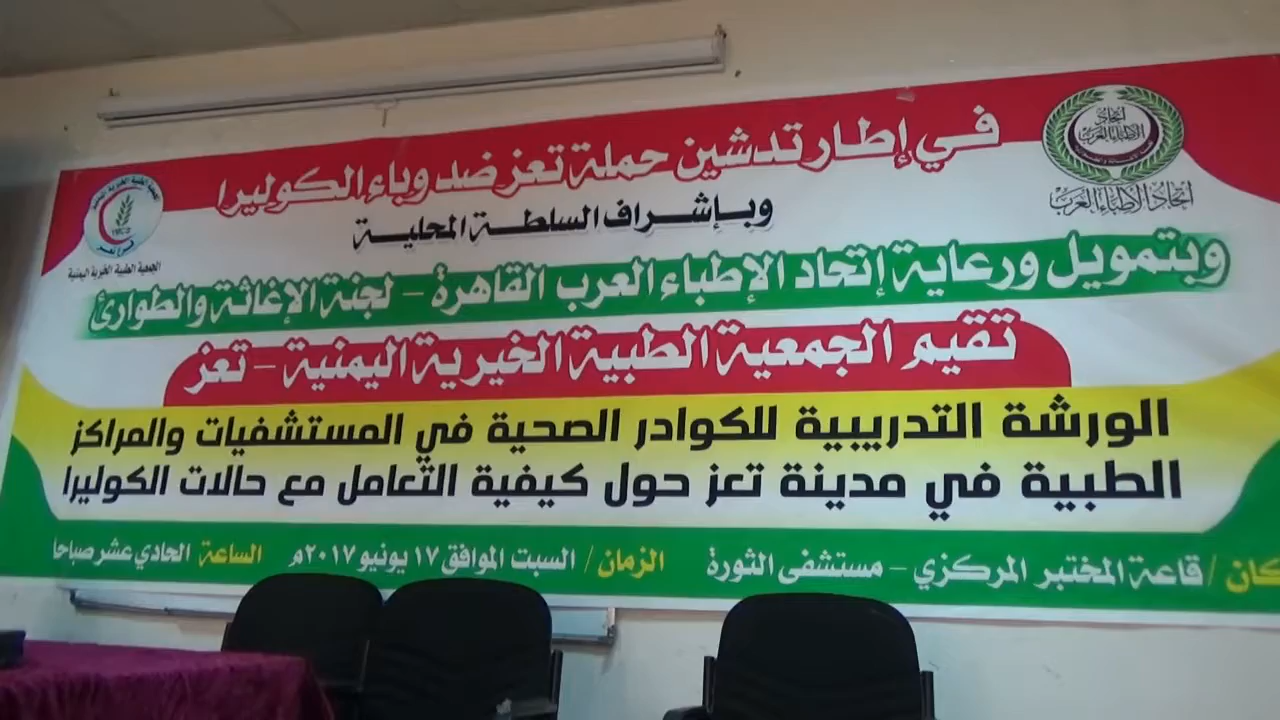 في إطار تدشين حملة تعز ضد وباء الكوليرا
وبإشراف السلطة المحلية
وبتمويل ورعاية إتحاد الإطباء العرب القاهرة - لجنة الإغاثة والطوارئ
تقيم الجمعية الطبية الخيرية اليمنية - تعز
الورشة التدريبية للكوادر الصحية في المستشفيات والمراكز
الطبية في مدينة تعز حول كيفية التعامل مع حالات الكوليرا
كان / قاعة المختبر المركزي - مستشفى الثورة الزمان / السبت الموافق ١٧ يونيو ٢٠١٧م الساعة الحادي عشر صباحا
اتحاد الأطباء العرب
اتحاد الأطباء العرب
الجمعية الطبية الخيرية اليمنية